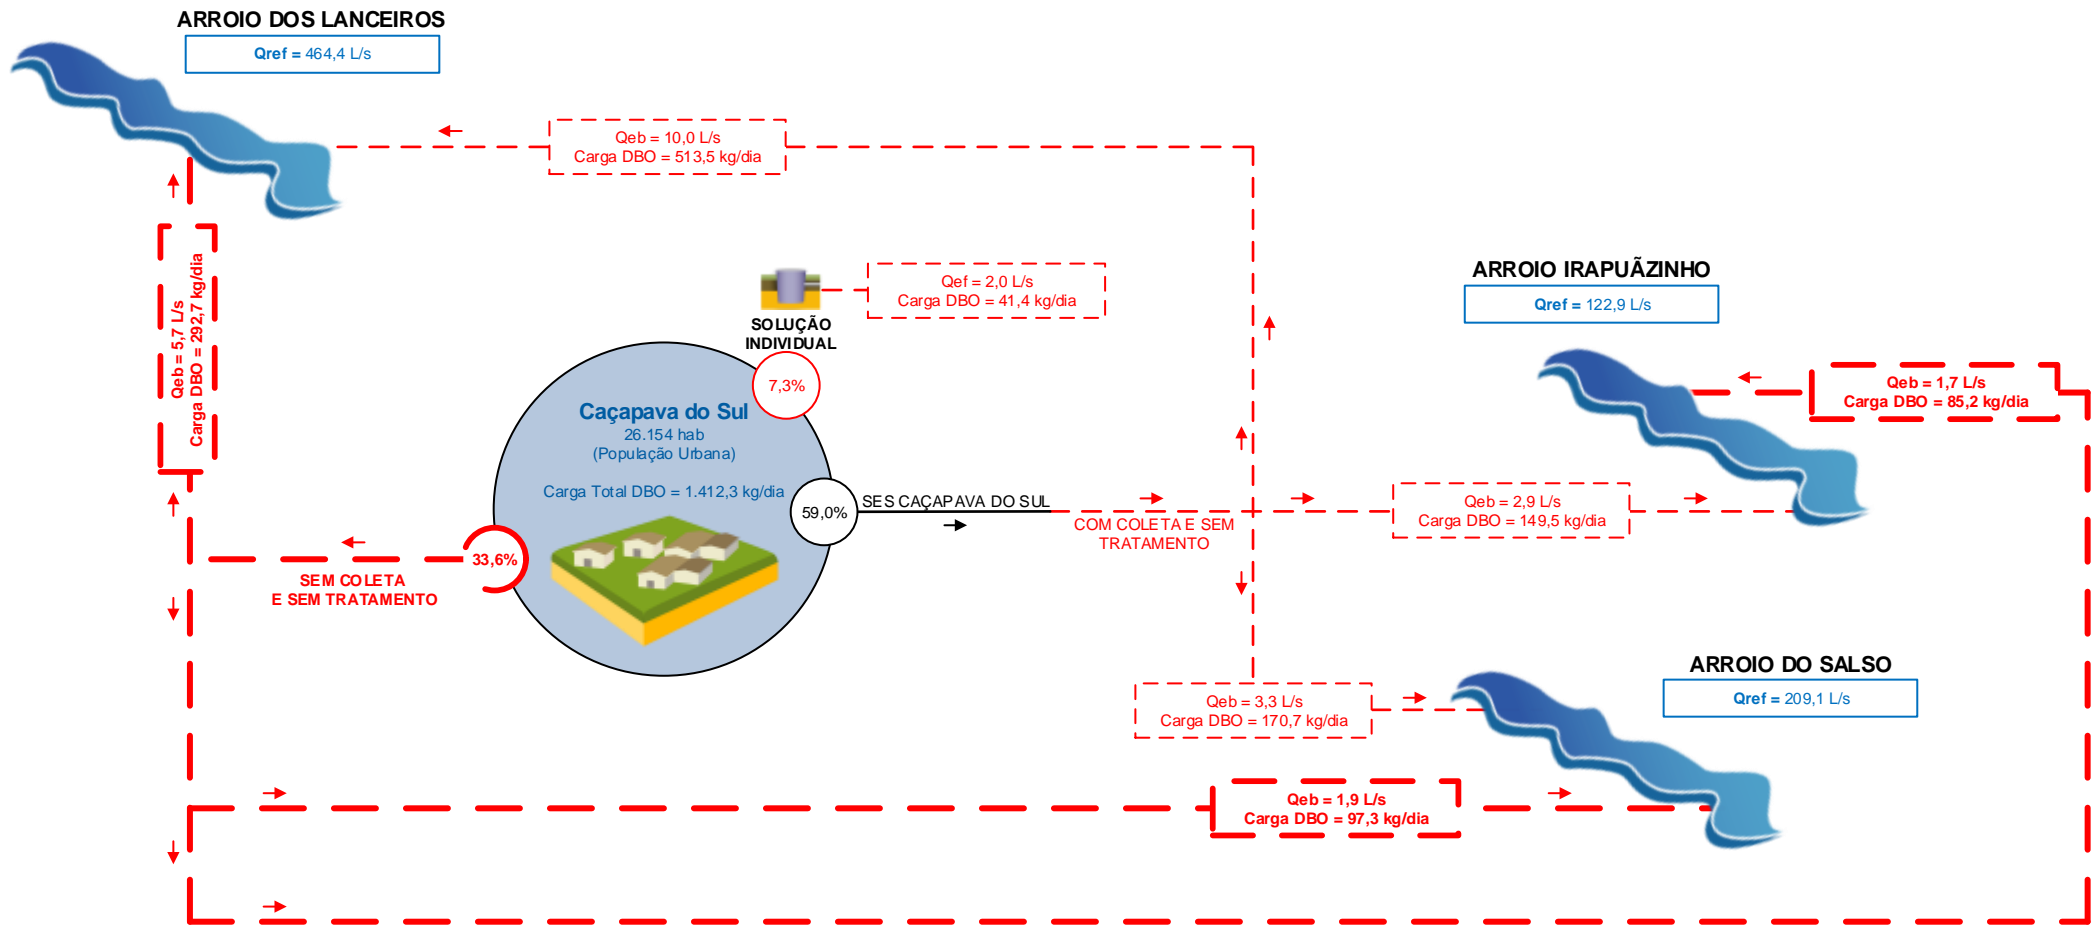 ARROIO DOS LANCEIROS
Qref = 464,4 L/s
Qeb = 10,0 L/s
Carga DBO = 513,5 kg/dia
Qeb = 5,7 L/s
Carga DBO = 292,7 kg/dia
Qef = 2,0 L/s
Carga DBO = 41,4 kg/dia
SOLUÇÃO
INDIVIDUAL
7,3%
ARROIO IRAPUÃZINHO
Qref = 122,9 L/s
Qeb = 1,7 L/s
Carga DBO = 85,2 kg/dia
Caçapava do Sul
26.154 hab
(População Urbana)
Carga Total DBO = 1.412,3 kg/dia
59,0%
SES CAÇAPAVA DO SUL
COM COLETA E SEM
TRATAMENTO
Qeb = 2,9 L/s
Carga DBO = 149,5 kg/dia
33,6%
SEM COLETA
E SEM TRATAMENTO
ARROIO DO SALSO
Qref = 209,1 L/s
Qeb = 3,3 L/s
Carga DBO = 170,7 kg/dia
Qeb = 1,9 L/s
Carga DBO = 97,3 kg/dia